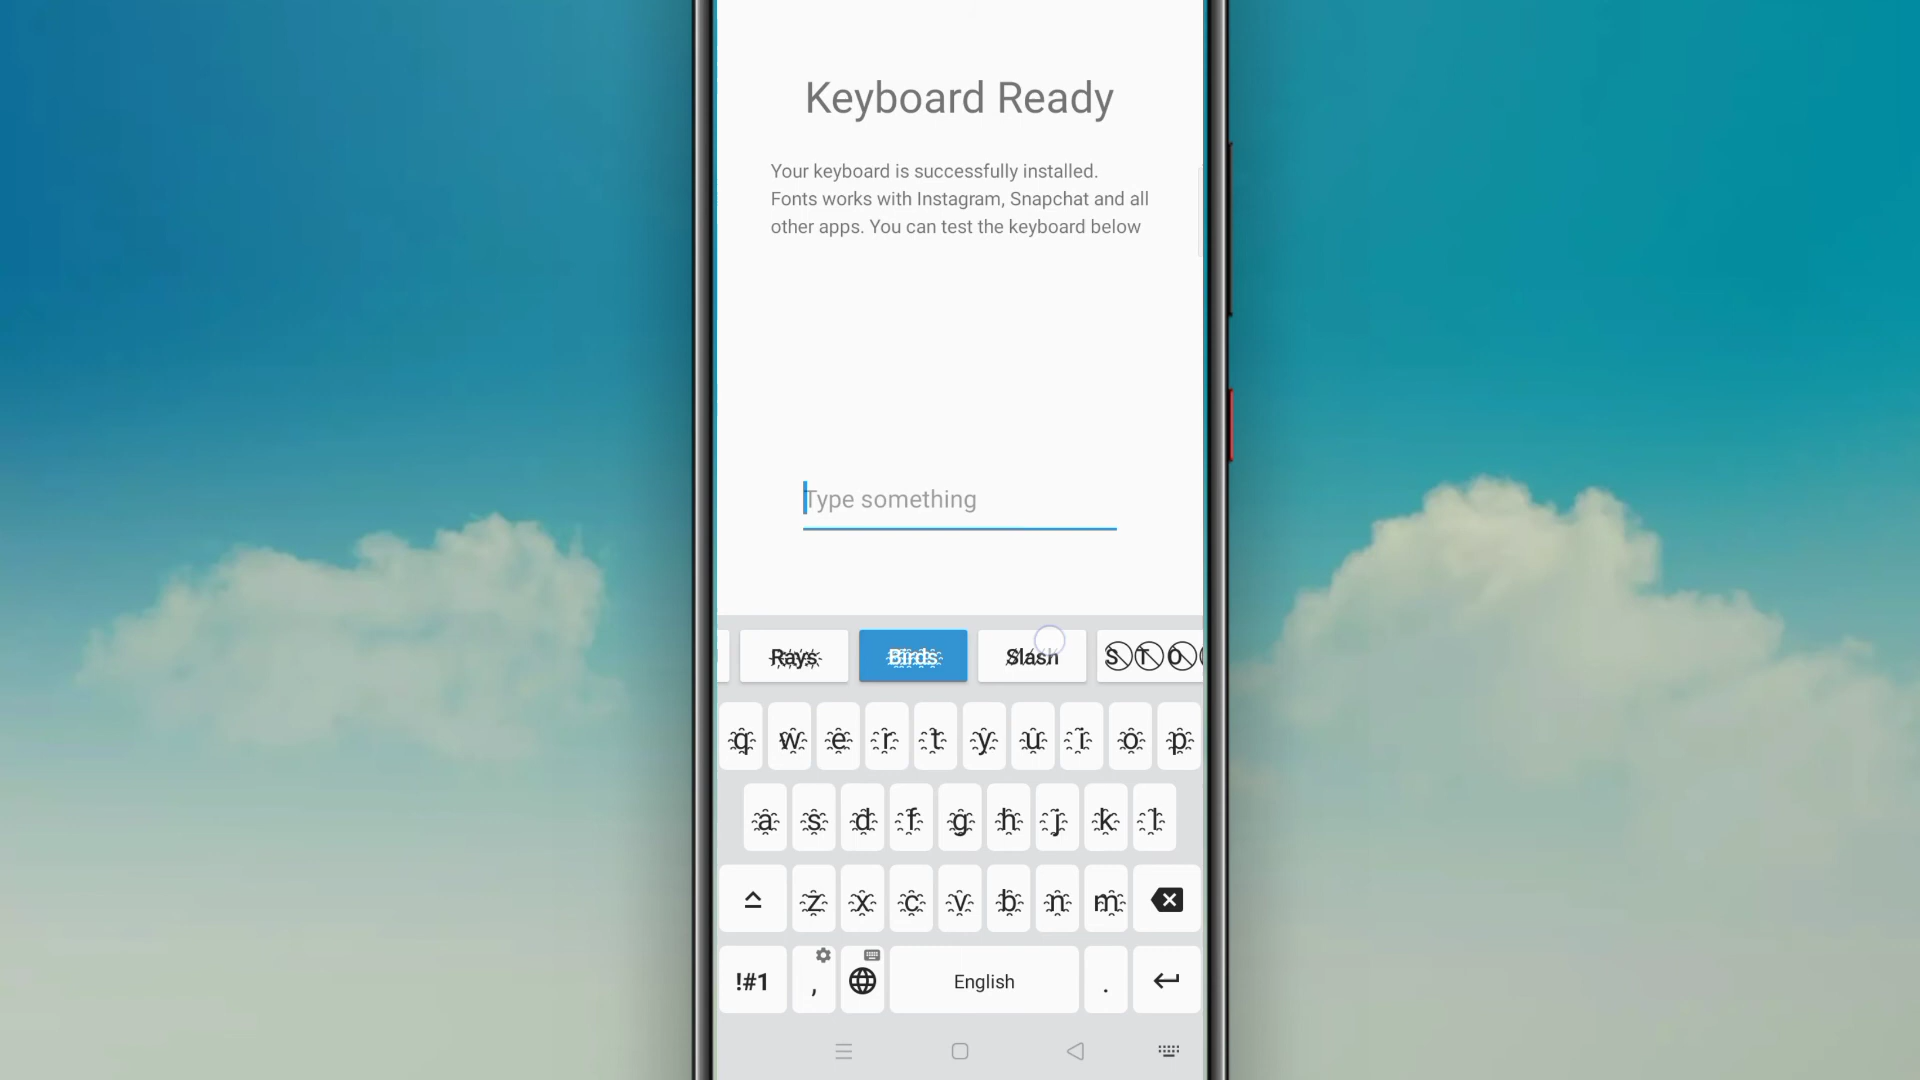 Keyboard Ready
Your keyboard is successfully installed.
Fonts works with Instagram, Snapchat and all
other apps. You can test the keyboard below
Type something
Rays Birds Slash STO
q w e r t y u i o p
a s d f g h j k l
z x c v b n m
!#1 , English .